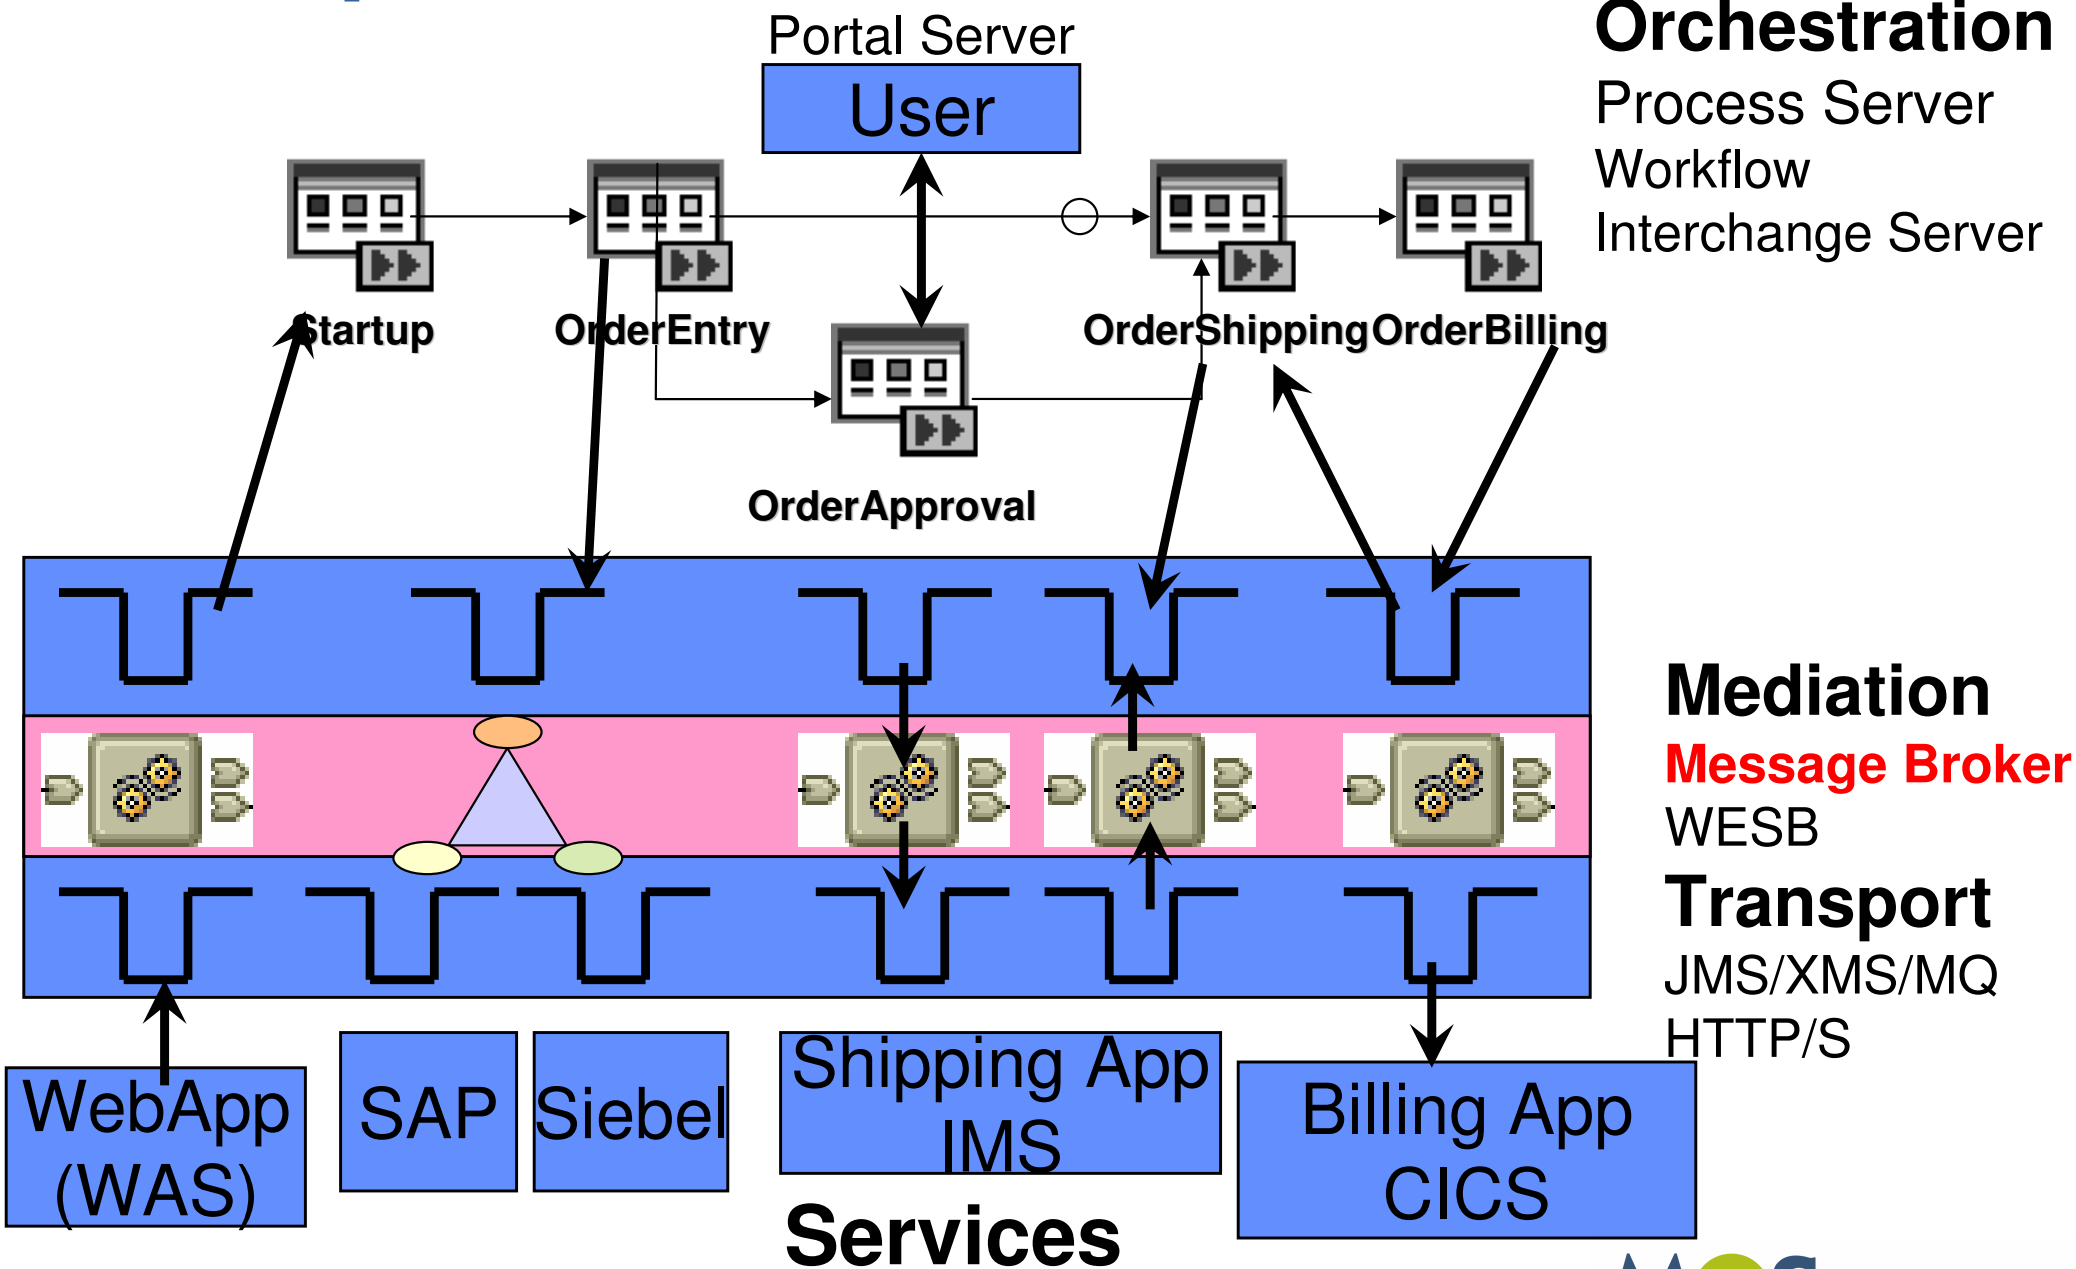 Portal Server
User
Orchestration
Process Server
Workflow
Interchange Server
Startup
OrderEntry
OrderShipping
OrderBilling
OrderApproval
Mediation
Message Broker
WESB
Transport
JMS/XMS/MQ
HTTP/S
WebApp
(WAS)
SAP
Siebel
Shipping App
IMS
Billing App
CICS
Services